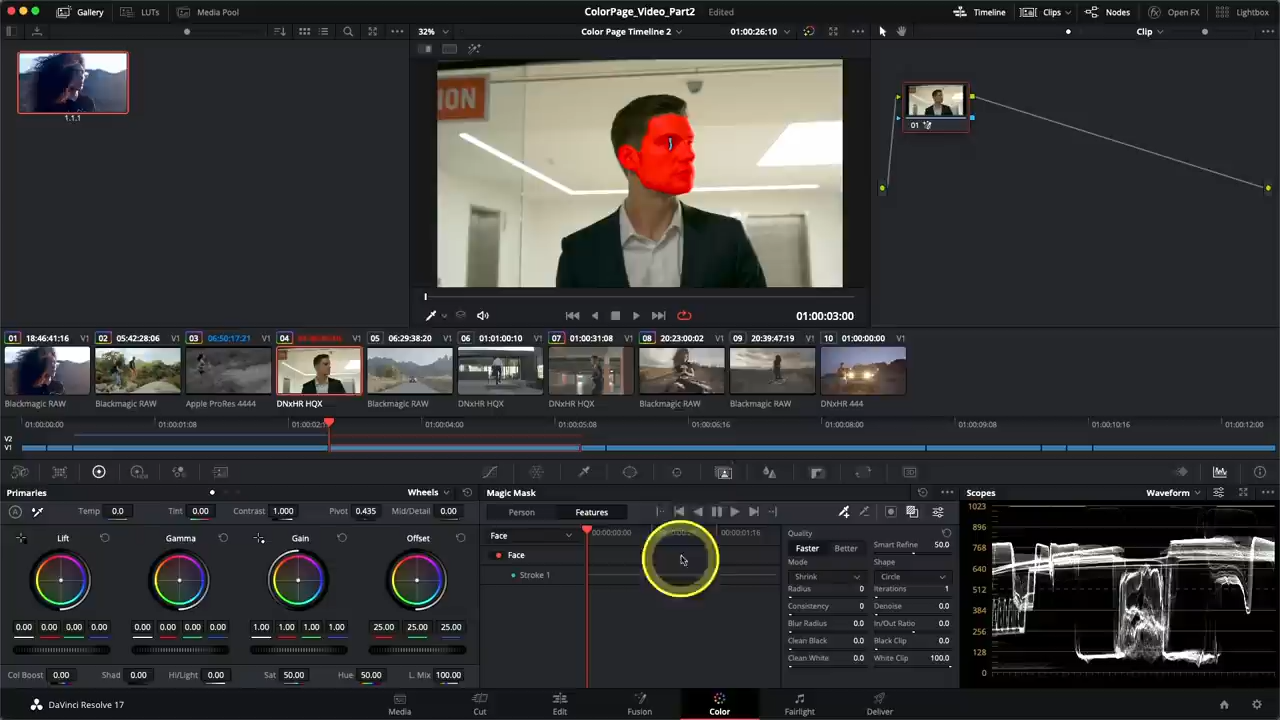 Gallery LUTs Media Pool ColorPage_Video_Part2 Edited Timeline Clips Nodes Open FX Lightbox
32% Color Page Timeline 2 01:00:26:10 Clip
ION
1.1.1
01
01:00:03:00
01 18:46:41:16 V1 02 05:42:28:06 V1 03 06:50:17:21 V1 04 V1 05 06:29:38:20 V1 06 01:01:00:10 V1 07 01:00:31:08 V1 08 20:23:00:02 V1 09 20:39:47:19 V1 10 01:00:00:00 V1
Blackmagic RAW Blackmagic RAW Apple ProRes 4444 DNxHR HQX Blackmagic RAW DNxHR HQX DNxHR HQX Blackmagic RAW Blackmagic RAW DNxHR 444
01:00:00:00 01:00:01:08 01:00:02: 01:00:04:00 01:00:05:08 01:00:06:16 01:00:08:00 01:00:09:08 01:00:10:16 01:00:12:00
V2
V1
Primaries Wheels Magic Mask Scopes Waveform
Temp 0.0 Tint 0.00 Contrast 1.000 Pivot 0.435 Mid/Detail 0.00 Person Features
Lift Gamma Gain Offset
Face 00:00:00:00 00:00:01:16
Face
Stroke 1
Quality
Faster Better Smart Refine 50.0
Mode Shape
Shrink Circle
Radius 0 Iterations 1
Consistency 0 Denoise 0.0
Blur Radius 0.0 In/Out Ratio 0.0
Clean Black 0.0 Black Clip 0.0
Clean White 0.0 White Clip 100.0
1023
896
768
640
512
384
256
128
0
0.00 0.00 0.00 0.00 0.00 0.00 0.00 0.00 1.00 1.00 1.00 1.00 25.00 25.00 25.00
Col Boost 0.00 Shad 0.00 Hi/Light 0.00 Sat 50.00 Hue 50.00 L. Mix 100.00
DaVinci Resolve 17 Media Cut Edit Fusion Color Fairlight Deliver